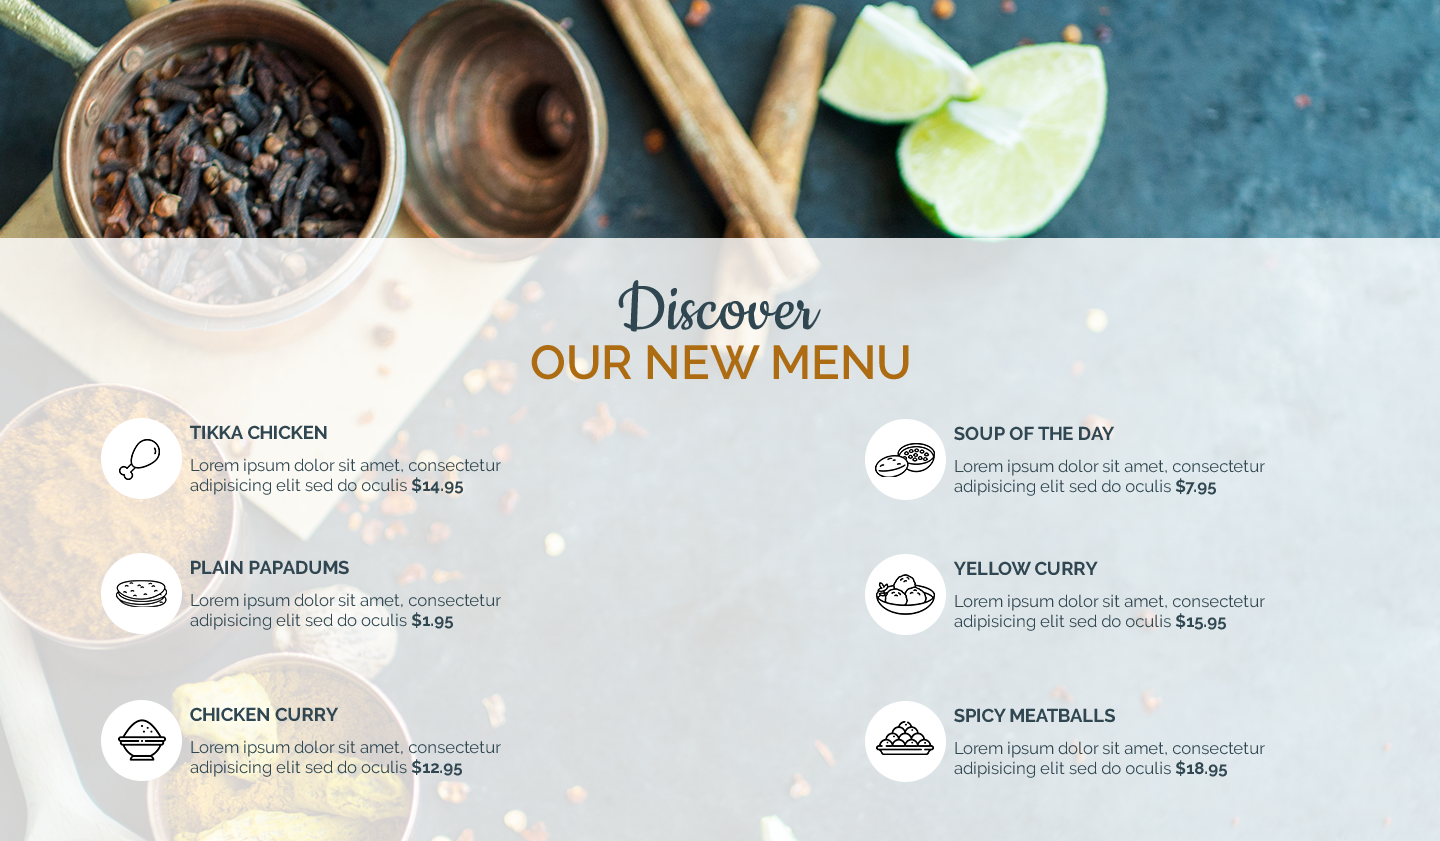 Discover
OUR NEW MENU
TIKKA CHICKEN
Lorem ipsum dolor sit amet, consectetur
adipisicing elit sed do oculis $14.95
PLAIN PAPADUMS
Lorem ipsum dolor sit amet, consectetur
adipisicing elit sed do oculis $1.95
CHICKEN CURRY
Lorem ipsum dolor sit amet, consectetur
adipisicing elit sed do oculis $12.95
SOUP OF THE DAY
Lorem ipsum dolor sit amet, consectetur
adipisicing elit sed do oculis $7.95
YELLOW CURRY
Lorem ipsum dolor sit amet, consectetur
adipisicing elit sed do oculis $15.95
SPICY MEATBALLS
Lorem ipsum dolor sit amet, consectetur
adipisicing elit sed do oculis $18.95